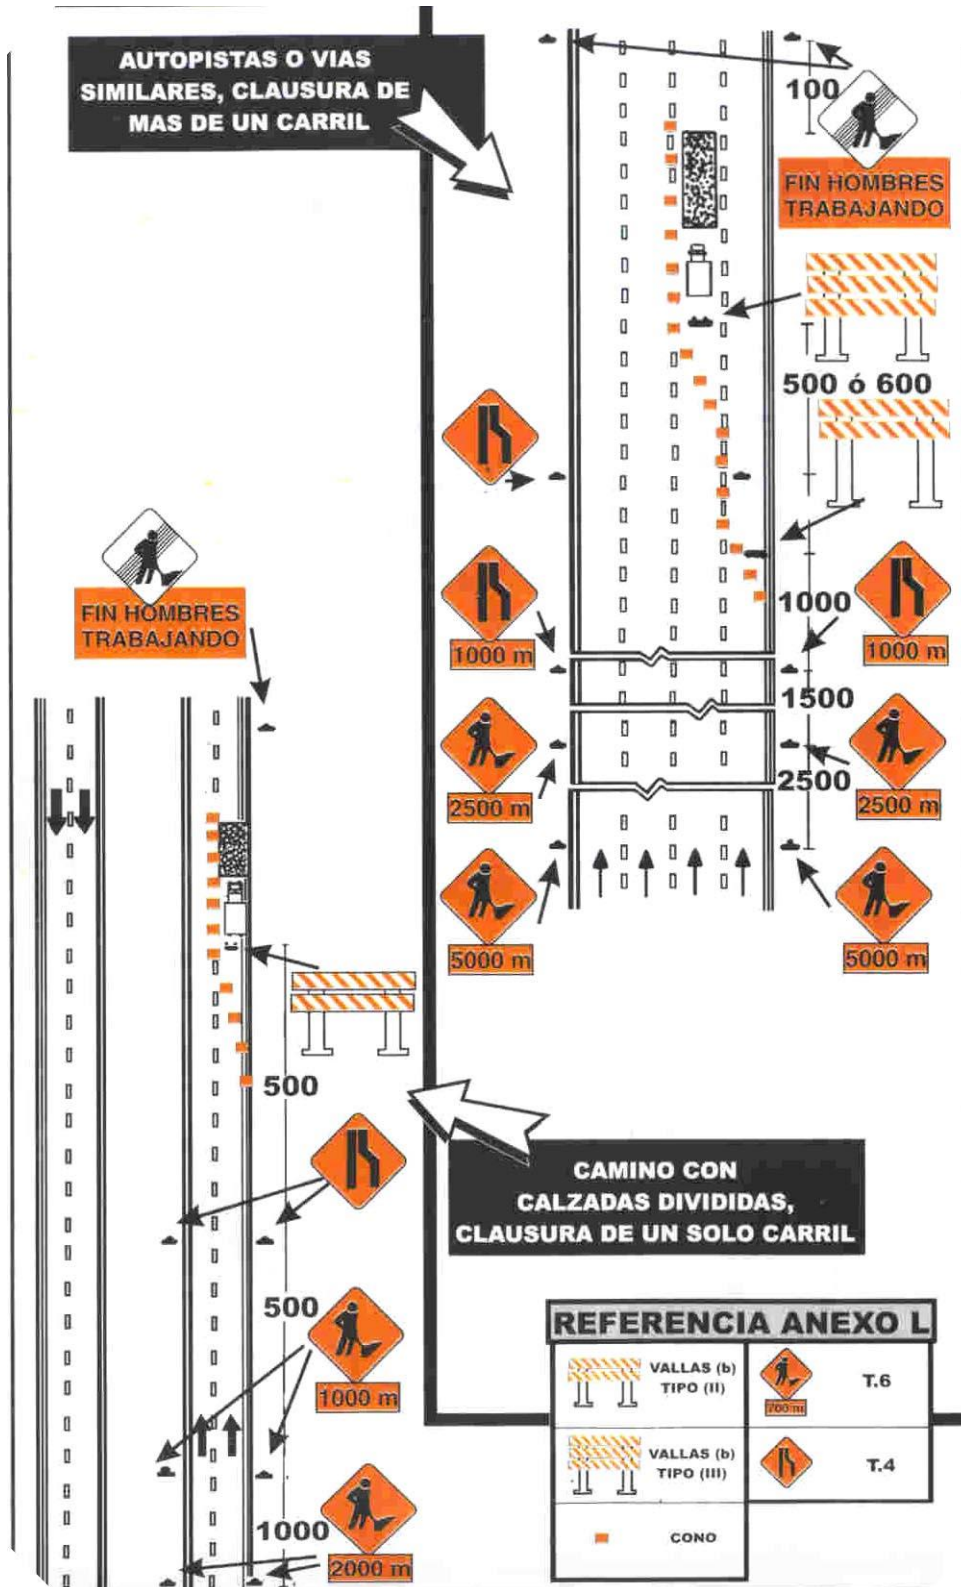 AUTOPISTAS O VIAS
SIMILARES, CLAUSURA DE
MAS DE UN CARRIL
100
FIN HOMBRES
TRABAJANDO
500 ó 600
1000
1000 m
1000 m
1500
2500 m
2500 m
2500
5000 m
5000 m
FIN HOMBRES
TRABAJANDO
500
500
1000 m
1000
2000 m
CAMINO CON
CALZADAS DIVIDIDAS,
CLAUSURA DE UN SOLO CARRIL
REFERENCIA ANEXO L
VALLAS (b)
TIPO (II)
700 m
T.6
VALLAS (b)
TIPO (III)
T.4
CONO